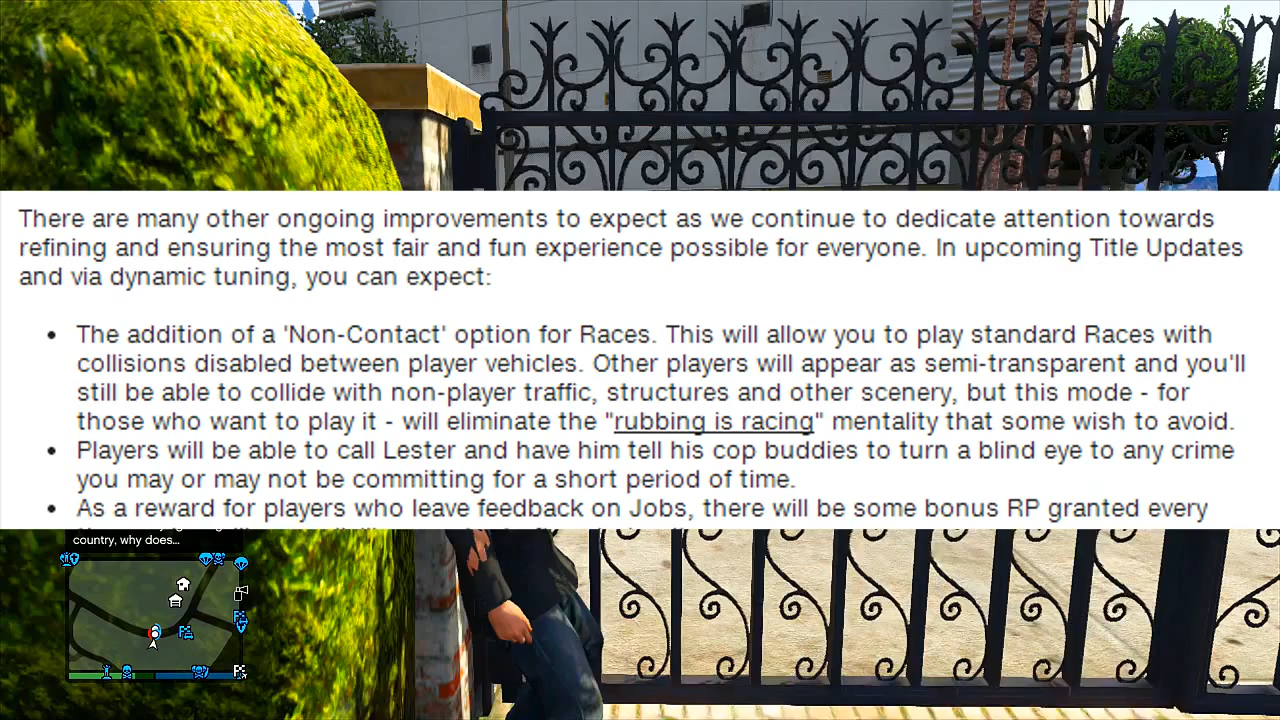 There are many other ongoing improvements to expect as we continue to dedicate attention towards
refining and ensuring the most fair and fun experience possible for everyone. In upcoming Title Updates
and via dynamic tuning, you can expect:
• The addition of a 'Non-Contact' option for Races. This will allow you to play standard Races with
collisions disabled between player vehicles. Other players will appear as semi-transparent and you'll
still be able to collide with non-player traffic, structures and other scenery, but this mode - for
those who want to play it - will eliminate the "rubbing is racing" mentality that some wish to avoid.
• Players will be able to call Lester and have him tell his cop buddies to turn a blind eye to any crime
you may or may not be committing for a short period of time.
• As a reward for players who leave feedback on Jobs, there will be some bonus RP granted every
country, why does...